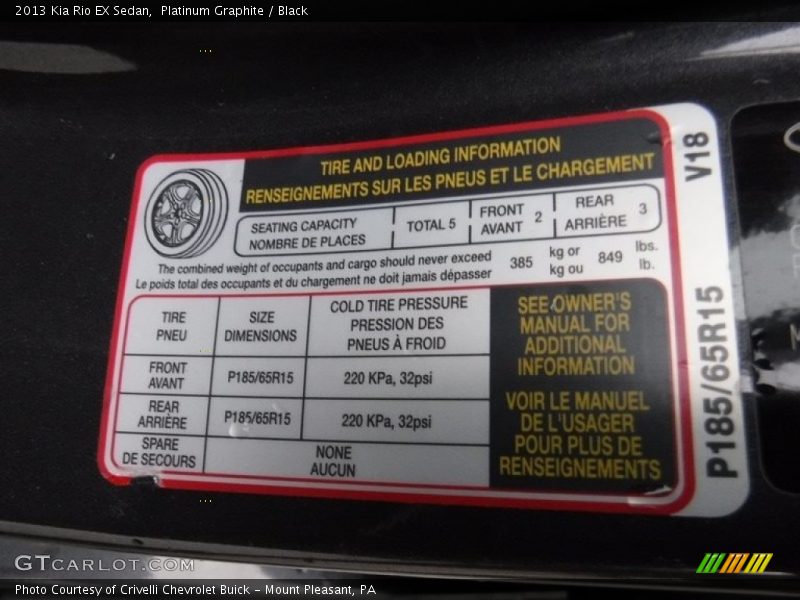 2013 Kia Rio EX Sedan,  Platinum Graphite / Black
TIRE AND LOADING INFORMATION
RENSEIGNEMENTS SUR LES PNEUS ET LE CHARGEMENT
SEATING CAPACITY
NOMBRE DE PLACES
TOTAL 5
FRONT
AVANT
2
REAR
ARRIÈRE
3
The combined weight of occupants and cargo should never exceed
Le poids total des occupants et du chargement ne doit jamais dépasser
385
kg or
kg ou
849
lbs.
lb.
TIRE
PNEU
SIZE
DIMENSIONS
COLD TIRE PRESSURE
PRESSION DES
PNEUS À FROID
FRONT
AVANT
P185/65R15
220 KPa, 32psi
REAR
ARRIÈRE
P185/65R15
220 KPa, 32psi
SPARE
DE SECOURS
NONE
AUCUN
SEE OWNER'S
MANUAL FOR
ADDITIONAL
INFORMATION
VOIR LE MANUEL
DE L'USAGER
POUR PLUS DE
RENSEIGNEMENTS
V18
P185/65R15
GTCARLOT.COM
Photo Courtesy of Crivelli Chevrolet Buick - Mount Pleasant, PA